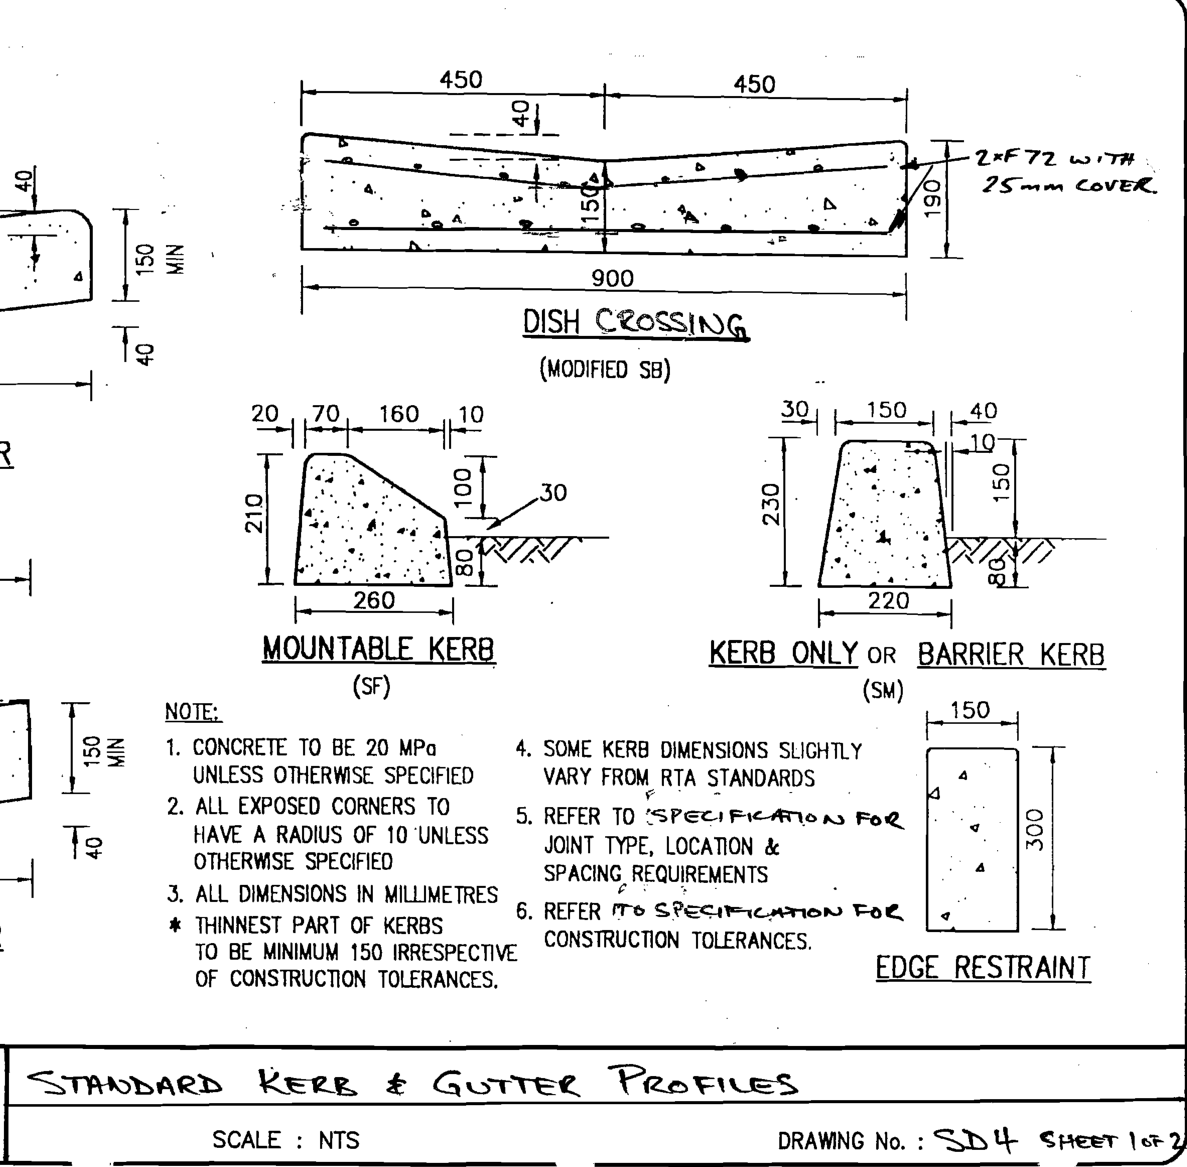 450
450
40
2×F72 WITH
25mm COVER.
190
150
900
DISH CROSSING
(MODIFIED SB)
40
150
MIN
40
R
20 70 160 10
210
100
30
80
260
MOUNTABLE KERB
(SF)
30 150 40
10
230
150
80
220
KERB ONLY OR BARRIER KERB
(SM)
150
MIN
40
NOTE:
1. CONCRETE TO BE 20 MPa
UNLESS OTHERWISE SPECIFIED
2. ALL EXPOSED CORNERS TO
HAVE A RADIUS OF 10 UNLESS
OTHERWISE SPECIFIED
3. ALL DIMENSIONS IN MILLIMETRES
* THINNEST PART OF KERBS
TO BE MINIMUM 150 IRRESPECTIVE
OF CONSTRUCTION TOLERANCES.
4. SOME KERB DIMENSIONS SLIGHTLY
VARY FROM RTA STANDARDS
5. REFER TO SPECIFICATION FOR
JOINT TYPE, LOCATION &
SPACING REQUIREMENTS
6. REFER TO SPECIFICATION FOR
CONSTRUCTION TOLERANCES.
150
300
EDGE RESTRAINT
STANDARD KERB & GUTTER PROFILES
SCALE : NTS
DRAWING No. : SD4 SHEET 1 OF 2